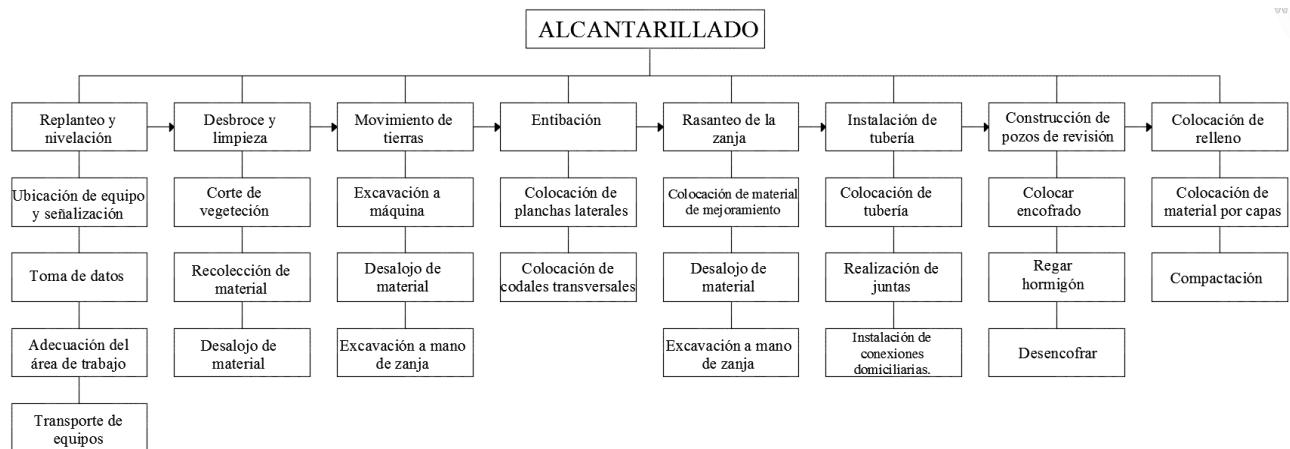 ALCANTARILLADO
Replanteo y
nivelación
Desbroce y
limpieza
Movimiento de
tierras
Entibación
Rasanteo de la
zanja
Instalación de
tubería
Construcción de
pozos de revisión
Colocación de
relleno
Ubicación de equipo
y señalización
Corte de
vegeteción
Excavación a
máquina
Colocación de
planchas laterales
Colocación de material
de mejoramiento
Colocación de
tubería
Colocar
encofrado
Colocación de
material por capas
Toma de datos
Recolección de
material
Desalojo de
material
Colocación de
codales transversales
Desalojo de
material
Realización de
juntas
Regar
hormigón
Compactación
Adecuación del
área de trabajo
Desalojo de
material
Excavación a mano
de zanja
Excavación a mano
de zanja
Instalación de
conexiones
domiciliarias.
Desencofrar
Transporte de
equipos